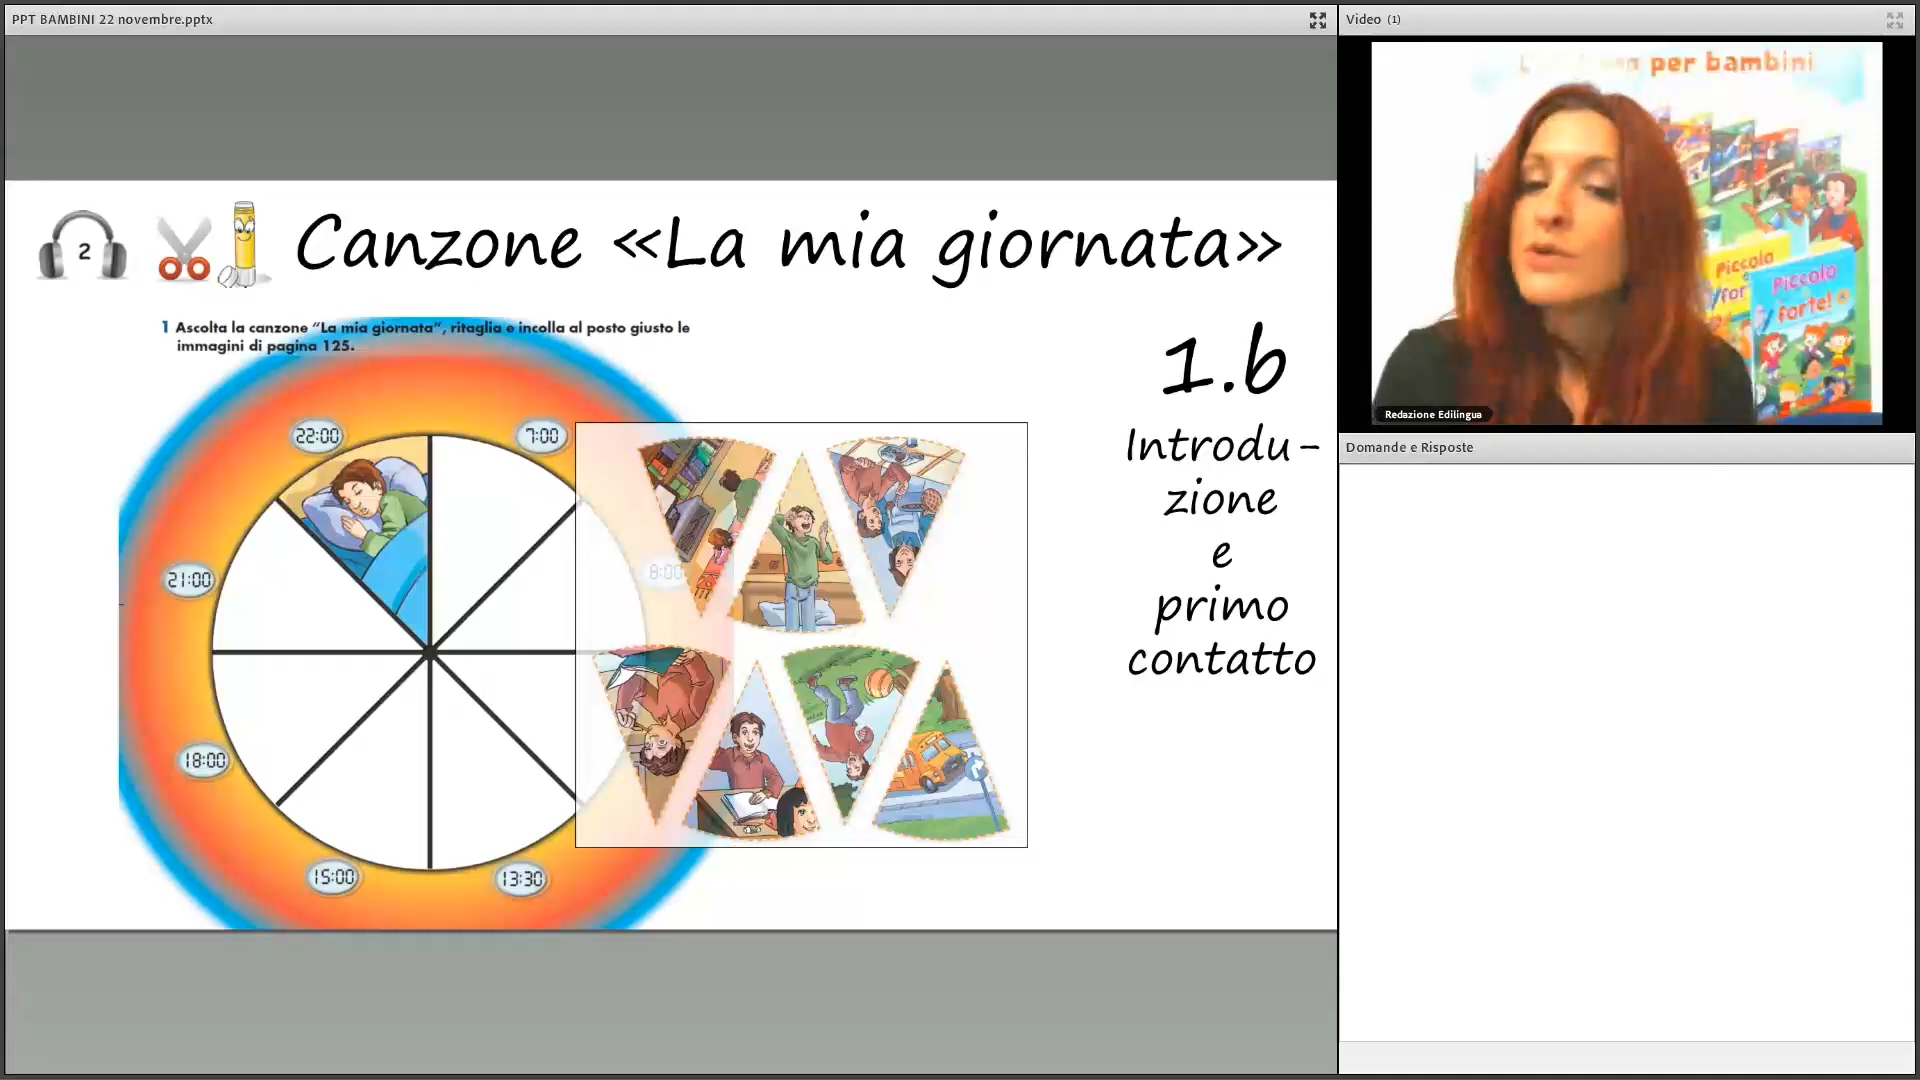 PPT BAMBINI 22 novembre.pptx
Video (1)
per bambini
Piccolo
e
Piccolo
e forte!
Redazione Edilingua
Domande e Risposte
2
Canzone «La mia giornata»
1 Ascolta la canzone “La mia giornata”, ritaglia e incolla al posto giusto le
immagini di pagina 125.
22:00
7:00
21:00
8:00
18:00
15:00
13:30
1.b
Introdu-
zione
e
primo
contatto